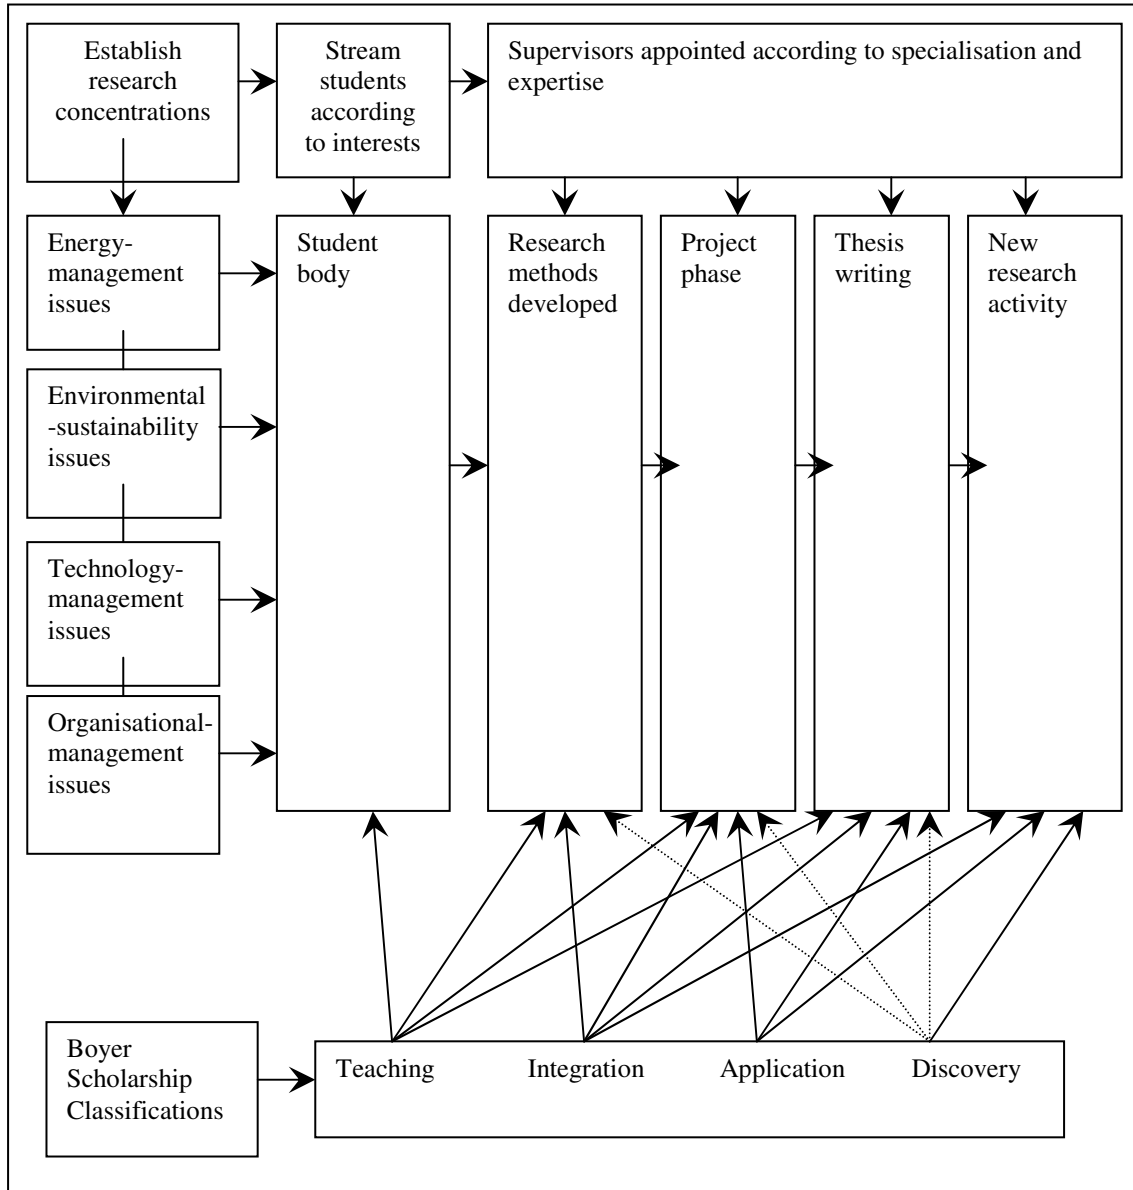 Establish
research
concentrations
Stream
students
according
to interests
Supervisors appointed according to specialisation and
expertise
Energy-
management
issues
Student
body
Research
methods
developed
Project
phase
Thesis
writing
New
research
activity
Environmental
-sustainability
issues
Technology-
management
issues
Organisational-
management
issues
Boyer
Scholarship
Classifications
Teaching
Integration
Application
Discovery